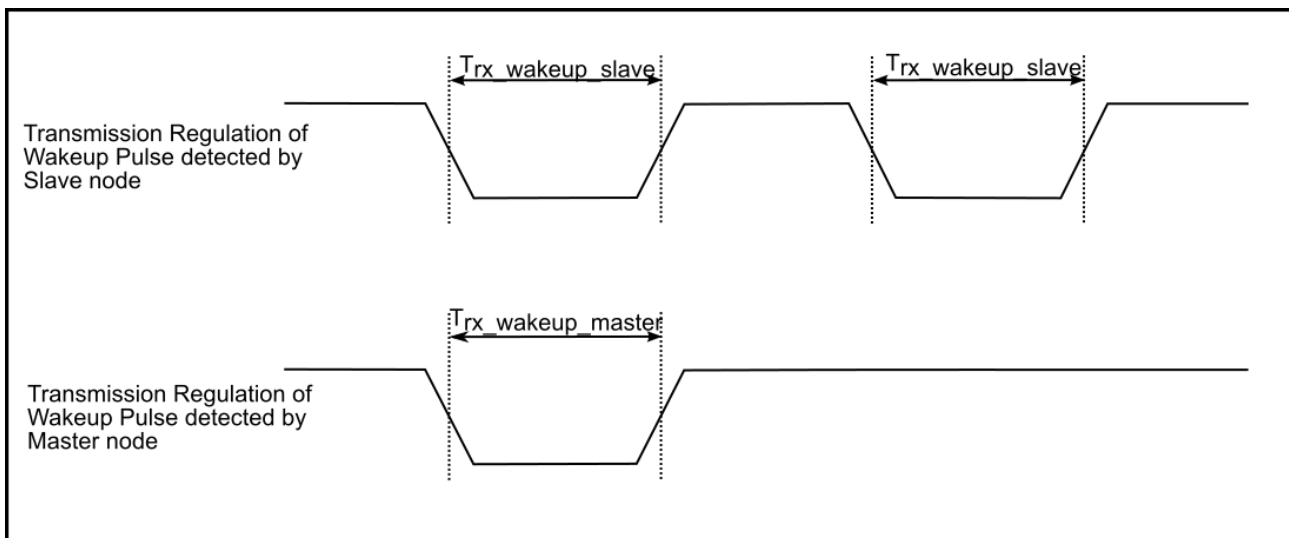 Trx_wakeup_slave
Trx_wakeup_slave
Transmission Regulation of
Wakeup Pulse detected by
Slave node
Trx_wakeup_master
Transmission Regulation of
Wakeup Pulse detected by
Master node